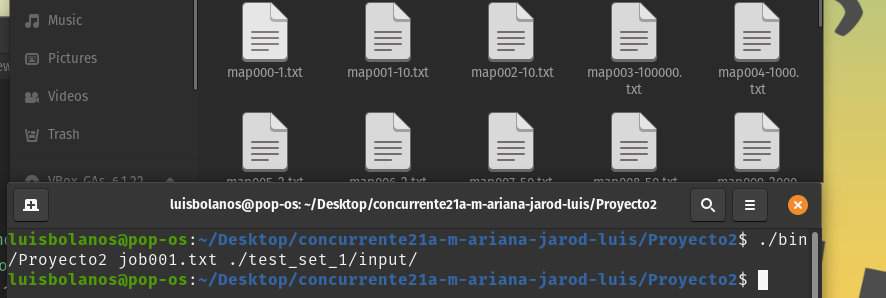 Music
Pictures
Videos
Trash
VBox_GAs_6.1.22
map000-1.txt
map001-10.txt
map002-10.txt
map003-100000.
txt
map004-1000.
txt
luisbolanos@pop-os: ~/Desktop/concurrente21a-m-ariana-jarod-luis/Proyecto2
luisbolanos@pop-os:~/Desktop/concurrente21a-m-ariana-jarod-luis/Proyecto2$ ./bin
/Proyecto2 job001.txt ./test_set_1/input/
luisbolanos@pop-os:~/Desktop/concurrente21a-m-ariana-jarod-luis/Proyecto2$